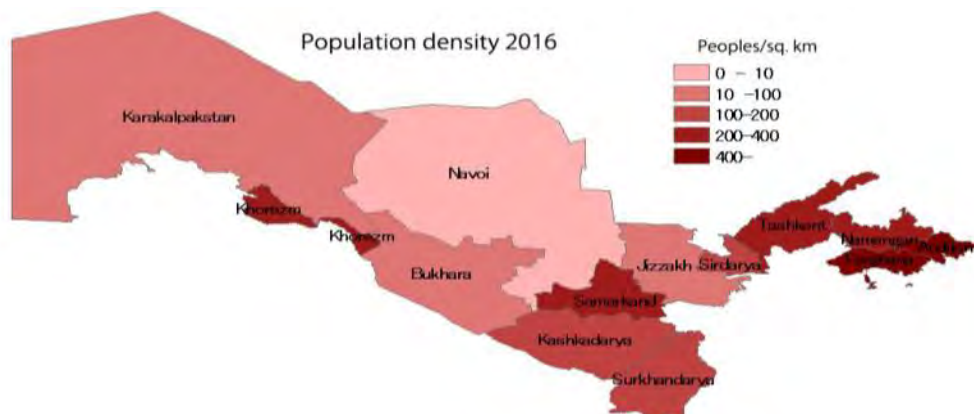 Population density 2016
Peoples/sq. km
0 - 10
10 -100
100-200
200-400
400-
Karakalpakstan
Navoi
Khorezm
Khorezm
Bukhara
Jizzakh
Sirdarya
Tashkent
Namangan
Andijan
Ferghana
Samarkand
Kashkadarya
Surkhandarya